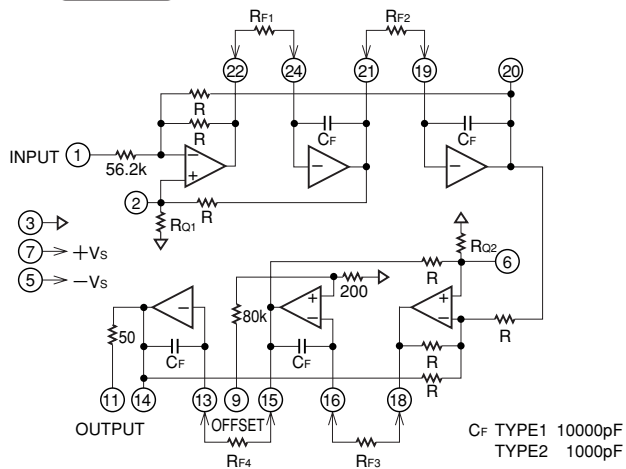 RF1 RF2
22 24 21 19 20
R
R CF CF
INPUT 1
56.2k
− + − −
2 R
RQ1
3
7 +VS
5 −VS
RQ2
R 6
200
80k
+ − + − −
50
R
CF CF R
R
11 14 13 9 15 16 18
OFFSET
OUTPUT
RF4 RF3
CF TYPE1 10000pF
TYPE2 1000pF